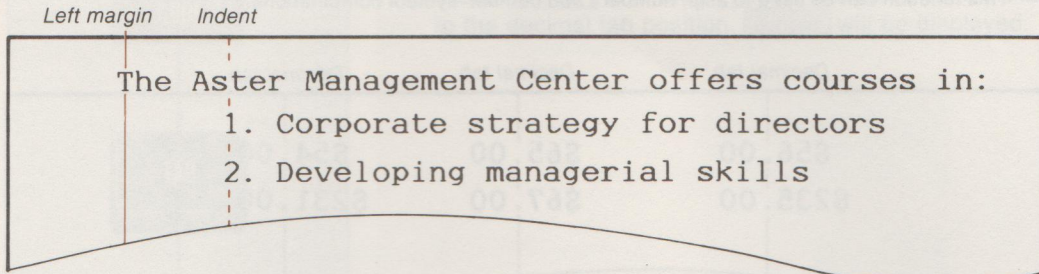 Left margin Indent
The Aster Management Center offers courses in:
1. Corporate strategy for directors
2. Developing managerial skills